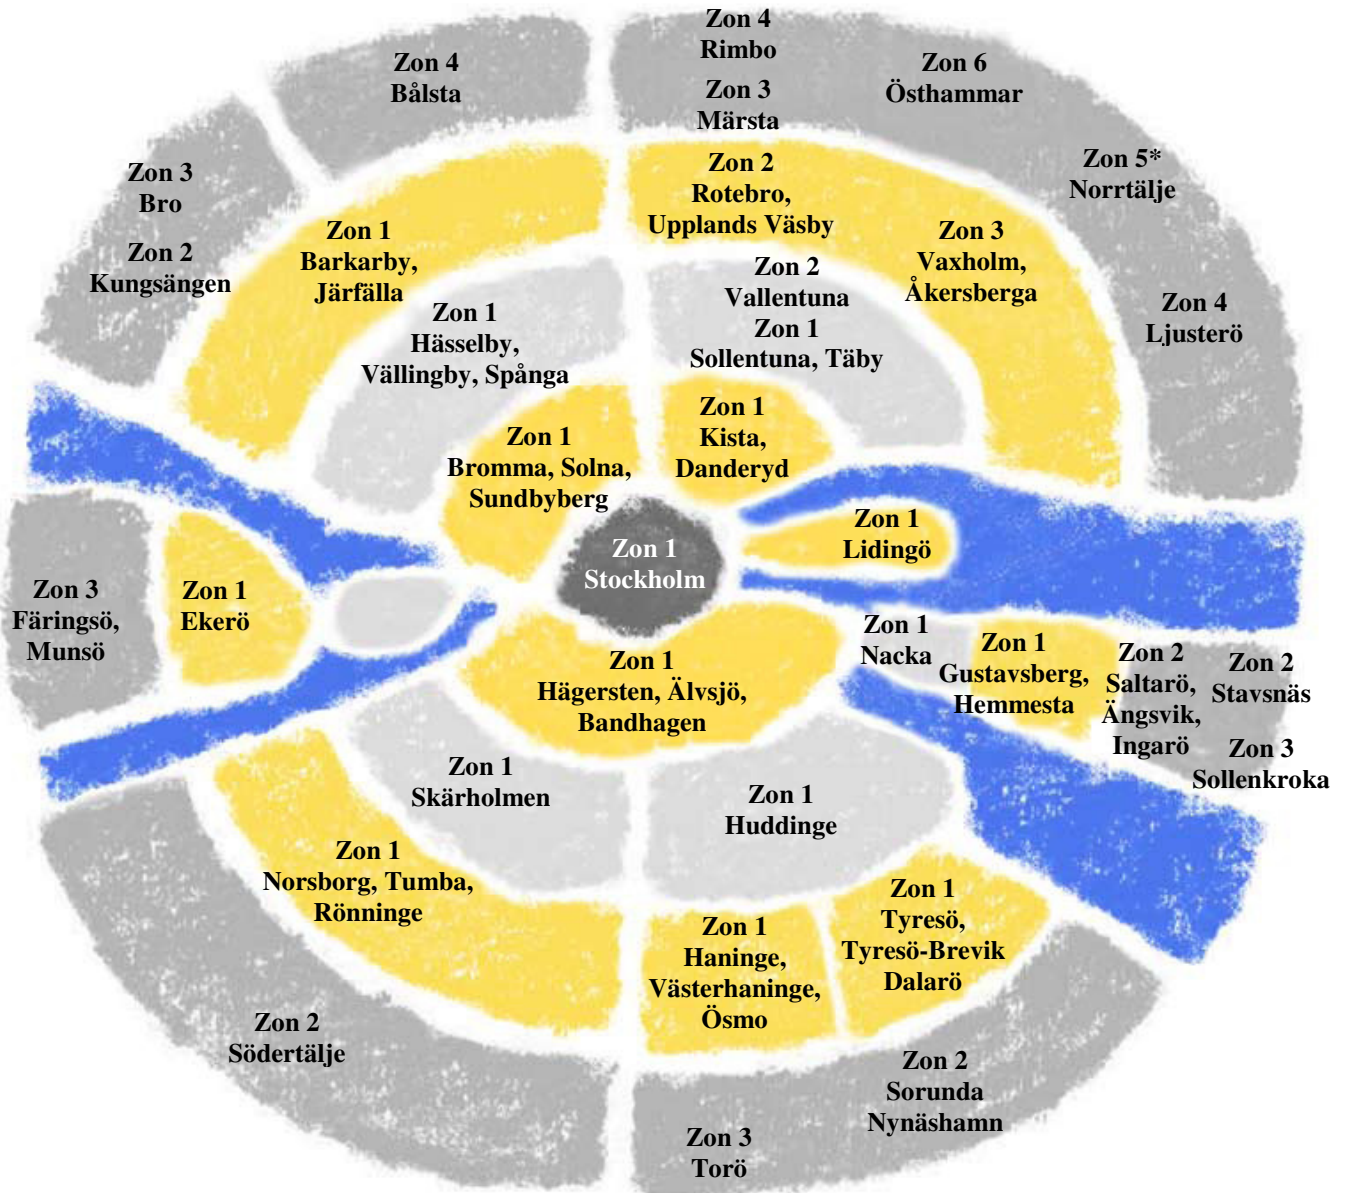 Zon 4
Rimbo
Zon 3
Märsta
Zon 6
Östhammar
Zon 4
Bålsta
Zon 5*
Norrtälje
Zon 3
Bro
Zon 2
Kungsängen
Zon 1
Barkarby,
Järfälla
Zon 2
Rotebro,
Upplands Väsby
Zon 3
Vaxholm,
Åkersberga
Zon 4
Ljusterö
Zon 1
Hässelby,
Vällingby, Spånga
Zon 2
Vallentuna
Zon 1
Sollentuna, Täby
Zon 1
Bromma, Solna,
Sundbyberg
Zon 1
Kista,
Danderyd
Zon 1
Lidingö
Zon 1
Stockholm
Zon 3
Färingsö,
Munsö
Zon 1
Ekerö
Zon 1
Hägersten, Älvsjö,
Bandhagen
Zon 1
Nacka
Zon 1
Gustavsberg,
Hemmesta
Zon 2
Saltarö,
Ängsvik,
Ingarö
Zon 2
Stavsnäs
Zon 3
Sollenkroka
Zon 1
Skärholmen
Zon 1
Huddinge
Zon 1
Norsborg, Tumba,
Rönninge
Zon 1
Haninge,
Västerhaninge,
Ösmo
Zon 1
Tyresö,
Tyresö-Brevik
Dalarö
Zon 2
Södertälje
Zon 2
Sorunda
Nynäshamn
Zon 3
Torö